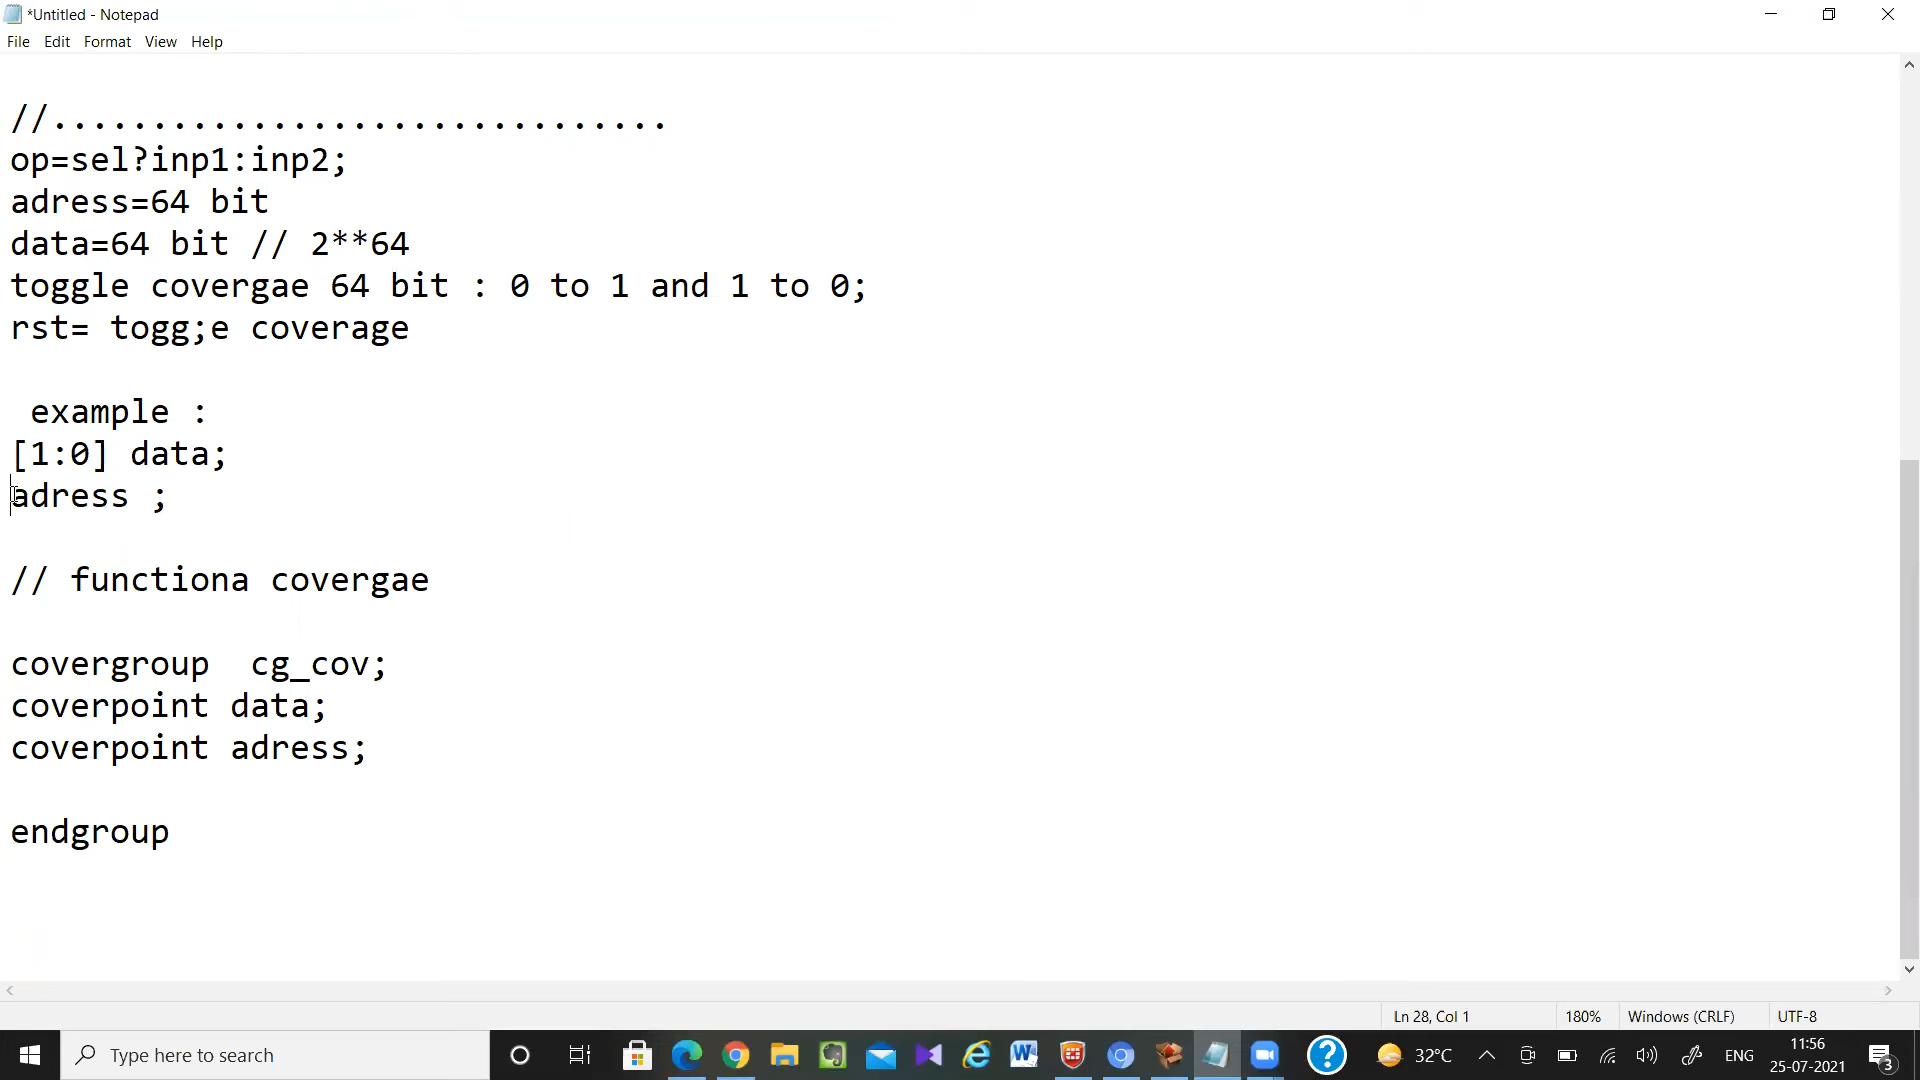 *Untitled - Notepad
File Edit Format View Help
//...............................
op=sel?inp1:inp2;
adress=64 bit
data=64 bit // 2**64
toggle covergae 64 bit : 0 to 1 and 1 to 0;
rst= togg;e coverage
example :
[1:0] data;
adress ;
// functiona covergae
covergroup  cg_cov;
coverpoint data;
coverpoint adress;
endgroup
Ln 28, Col 1 180% Windows (CRLF) UTF-8
Type here to search
32°C
ENG
11:56
25-07-2021
3